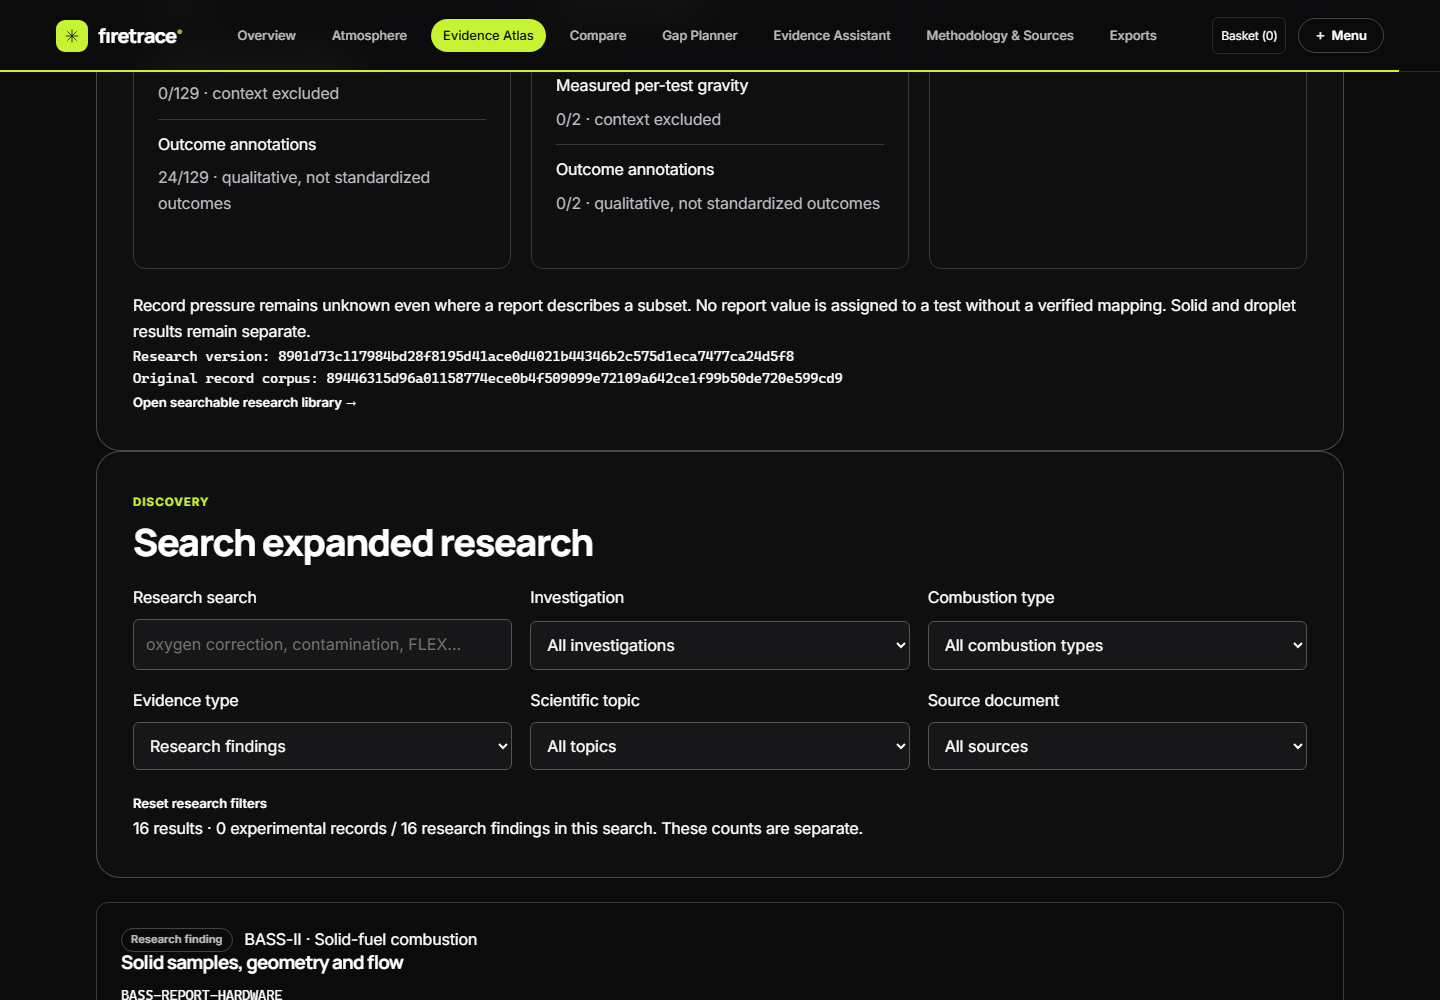 firetrace
Overview
Atmosphere
Evidence Atlas
Compare
Gap Planner
Evidence Assistant
Methodology & Sources
Exports
Basket (0)
+ Menu
0/129 · context excluded
Outcome annotations
24/129 · qualitative, not standardized
outcomes
Measured per-test gravity
0/2 · context excluded
Outcome annotations
0/2 · qualitative, not standardized outcomes
Record pressure remains unknown even where a report describes a subset. No report value is assigned to a test without a verified mapping. Solid and droplet
results remain separate.
Research version: 8901d73c117984bd28f8195d41ace0d4021b44346b2c575d1eca7477ca24d5f8
Original record corpus: 89446315d96a01158774ece0b4f509099e72109a642ce1f99b50de720e599cd9
Open searchable research library →
DISCOVERY
Search expanded research
Research search
oxygen correction, contamination, FLEX...
Investigation
All investigations
Combustion type
All combustion types
Evidence type
Research findings
Scientific topic
All topics
Source document
All sources
Reset research filters
16 results · 0 experimental records / 16 research findings in this search. These counts are separate.
Research finding
BASS-II · Solid-fuel combustion
Solid samples, geometry and flow
BASS-REPORT-HARDWARE